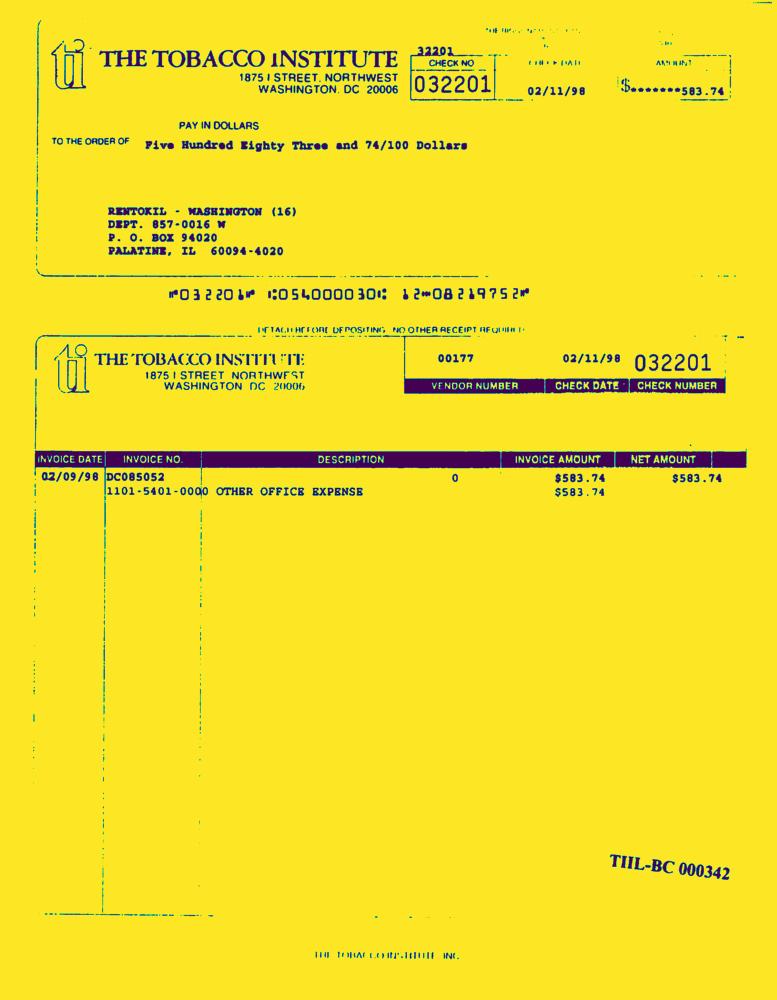 THE TOBACCO INSTITUTE
1875 I STREET, NORTHWEST
WASHINGTON, DC 20006
32201
CHECK NO
032201
CHECK DATE
02/11/98
AMOUNT
$*******583.74
PAY IN DOLLARS
TO THE ORDER OF Five Hundred Eighty Three and 74/100 Dollars
RENTOKIL - WASHINGTON (16)
DEPT. 857-0016 W
P. O. BOX 94020
PALATINE, IL 60094-4020
⑈032201⑈ ⑆054000030⑆ 12⑉08219752⑈
DETACH BEFORE DEPOSITING. NO OTHER RECEIPT REQUIRED
THE TOBACCO INSTITUTE
1875 I STREET NORTHWEST
WASHINGTON DC 20006
00177 02/11/98 032201
VENDOR NUMBER CHECK DATE CHECK NUMBER
INVOICE DATE INVOICE NO. DESCRIPTION INVOICE AMOUNT NET AMOUNT
02/09/98 DC085052 0 $583.74 $583.74
1101-5401-0000 OTHER OFFICE EXPENSE $583.74
TIIL-BC 000342
THE TOBACCO INSTITUTE INC.